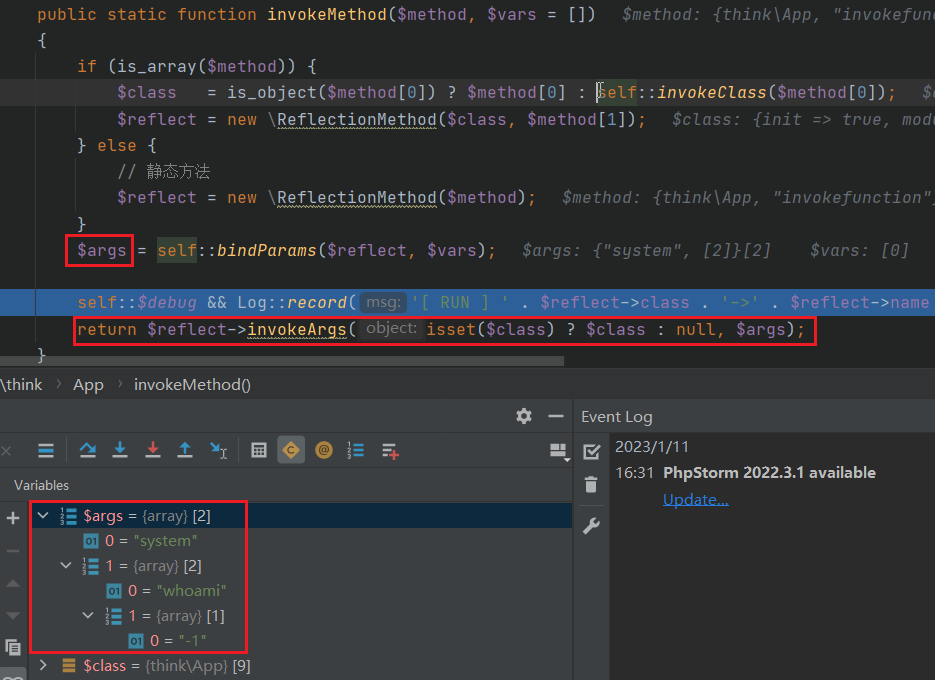 public static function invokeMethod($method, $vars = [])   $method: {think\App, "invokefun
{
if (is_array($method)) {
$class   = is_object($method[0]) ? $method[0] : self::invokeClass($method[0]);   $
$reflect = new \ReflectionMethod($class, $method[1]);   $class: {init => true, mod
} else {
// 静态方法
$reflect = new \ReflectionMethod($method);   $method: {think\App, "invokefunction"
}
$args = self::bindParams($reflect, $vars);   $args: {"system", [2]}[2]    $vars: [0]
self::$debug && Log::record( msg: '[ RUN ] ' . $reflect->class . '->' . $reflect->name
return $reflect->invokeArgs( object: isset($class) ? $class : null, $args);
}
\think › App › invokeMethod()
Event Log
2023/1/11
16:31 PhpStorm 2022.3.1 available
Update...
Variables
$args = {array} [2]
0 = "system"
1 = {array} [2]
0 = "whoami"
1 = {array} [1]
0 = "-1"
$class = {think\App} [9]